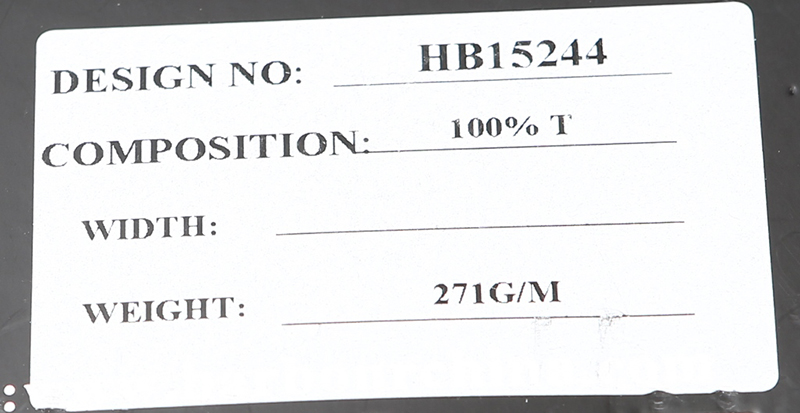 DESIGN NO: HB15244
COMPOSITION: 100% T
WIDTH:
WEIGHT: 271G/M